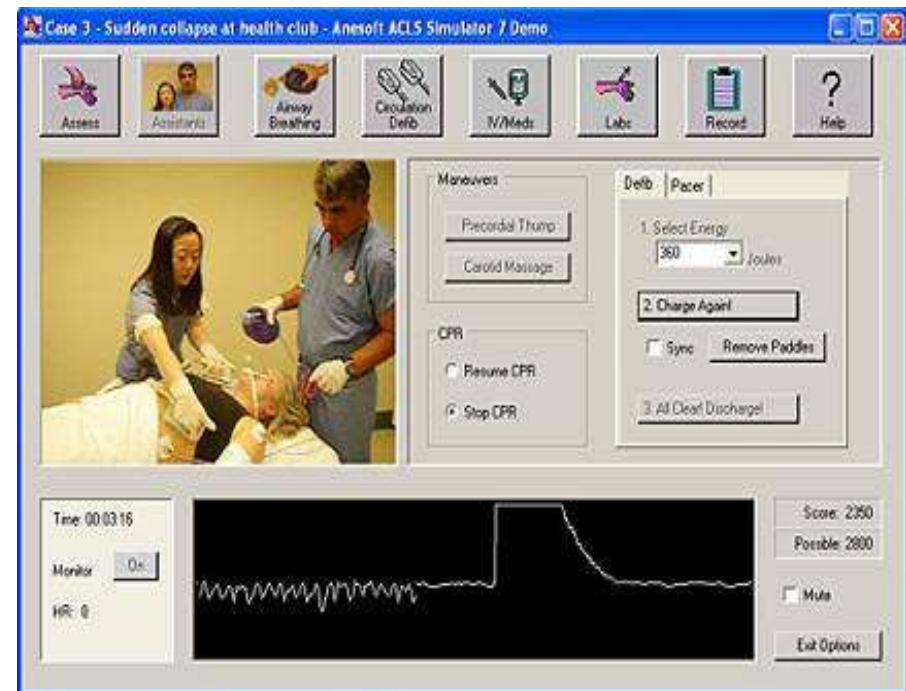 Case 3 - Sudden collapse at health club - Anesoft ACLS Simulator 7 Demo
Assess
Assistants
Airway
Breathing
Circulation
Defib
IV/Meds
Labs
Record
?
Help
Maneuvers
Precordial Thump
Carotid Massage
CPR
Resume CPR
Stop CPR
Defib
Pacer
1. Select Energy
360
Joules
2. Charge Again!
Sync
Remove Paddles
3. All Clear! Discharge!
Time: 00:03:16
Monitor
On
HR: 0
Score: 2350
Possible: 2800
Mute
Exit Options